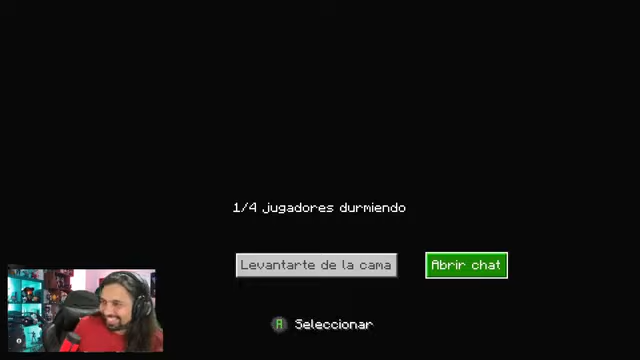 1/4 jugadores durmiendo
Levantarte de la cama
Abrir chat
A Seleccionar